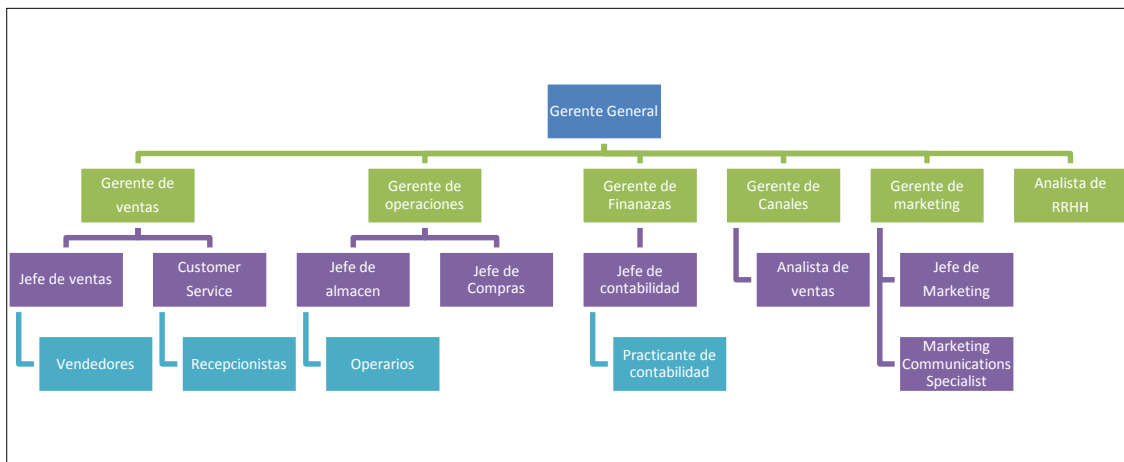 Gerente General
Gerente de
ventas
Gerente de
operaciones
Gerente de
Finanazas
Gerente de
Canales
Gerente de
marketing
Analista de
RRHH
Jefe de ventas
Customer
Service
Jefe de
almacen
Jefe de
Compras
Jefe de
contabilidad
Analista de
ventas
Jefe de
Marketing
Vendedores
Recepcionistas
Operarios
Practicante de
contabilidad
Marketing
Communications
Specialist